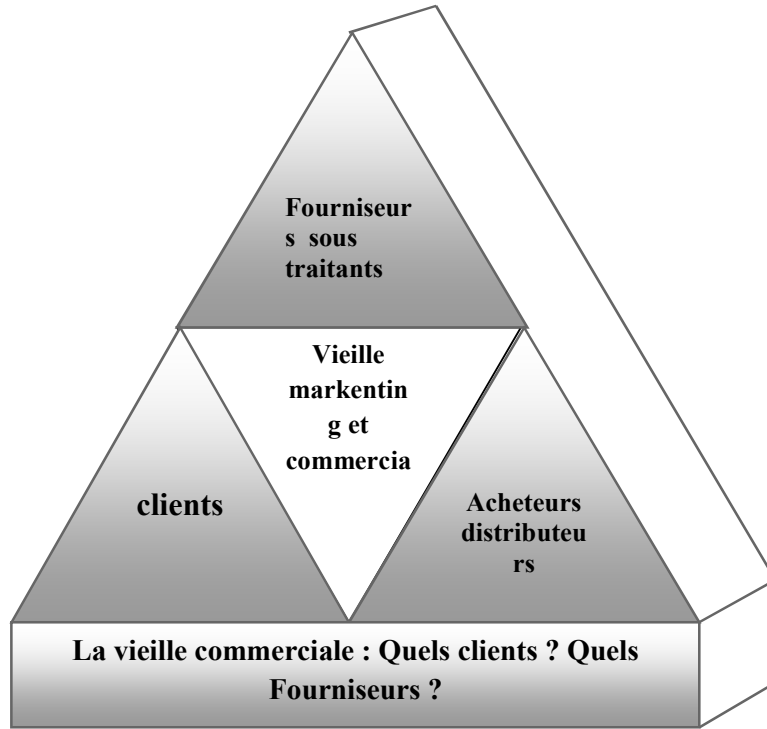 Fourniseur
s sous
traitants
Vieille
markentin
g et
commercia
clients
Acheteurs
distributeu
rs
La vieille commerciale : Quels clients ? Quels
Fourniseurs ?